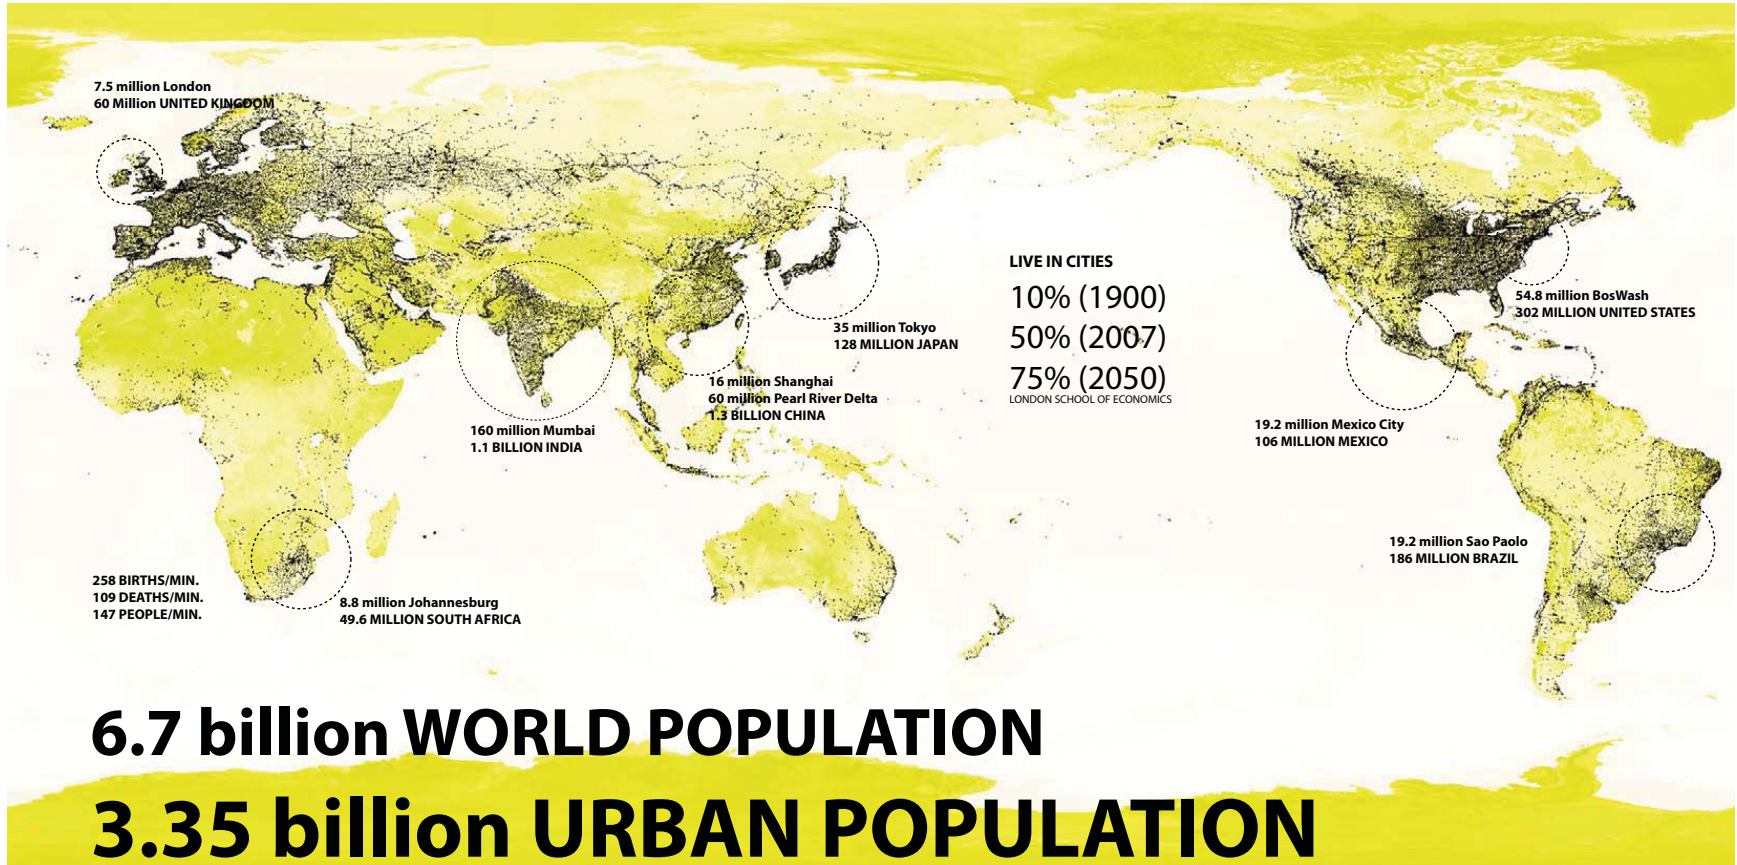 7.5 million London
60 Million UNITED KINGDOM
LIVE IN CITIES
10% (1900)
50% (2007)
75% (2050)
LONDON SCHOOL OF ECONOMICS
54.8 million BosWash
302 MILLION UNITED STATES
35 million Tokyo
128 MILLION JAPAN
16 million Shanghai
60 million Pearl River Delta
1.3 BILLION CHINA
160 million Mumbai
1.1 BILLION INDIA
19.2 million Mexico City
106 MILLION MEXICO
19.2 million Sao Paolo
186 MILLION BRAZIL
258 BIRTHS/MIN.
109 DEATHS/MIN.
147 PEOPLE/MIN.
8.8 million Johannesburg
49.6 MILLION SOUTH AFRICA
6.7 billion WORLD POPULATION
3.35 billion URBAN POPULATION